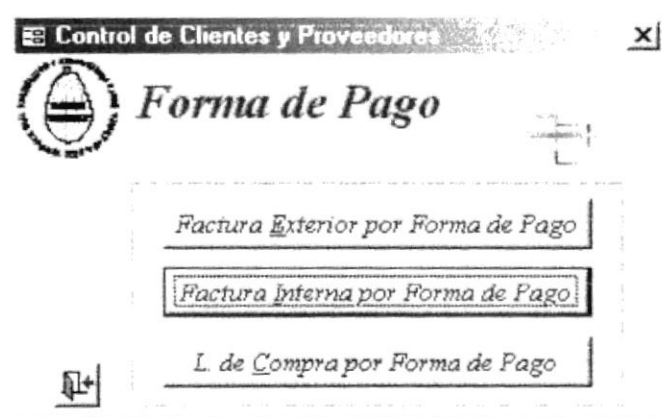 Control de Clientes y Proveedores
Forma de Pago
Factura Exterior por Forma de Pago
Factura Interna por Forma de Pago
L. de Compra por Forma de Pago